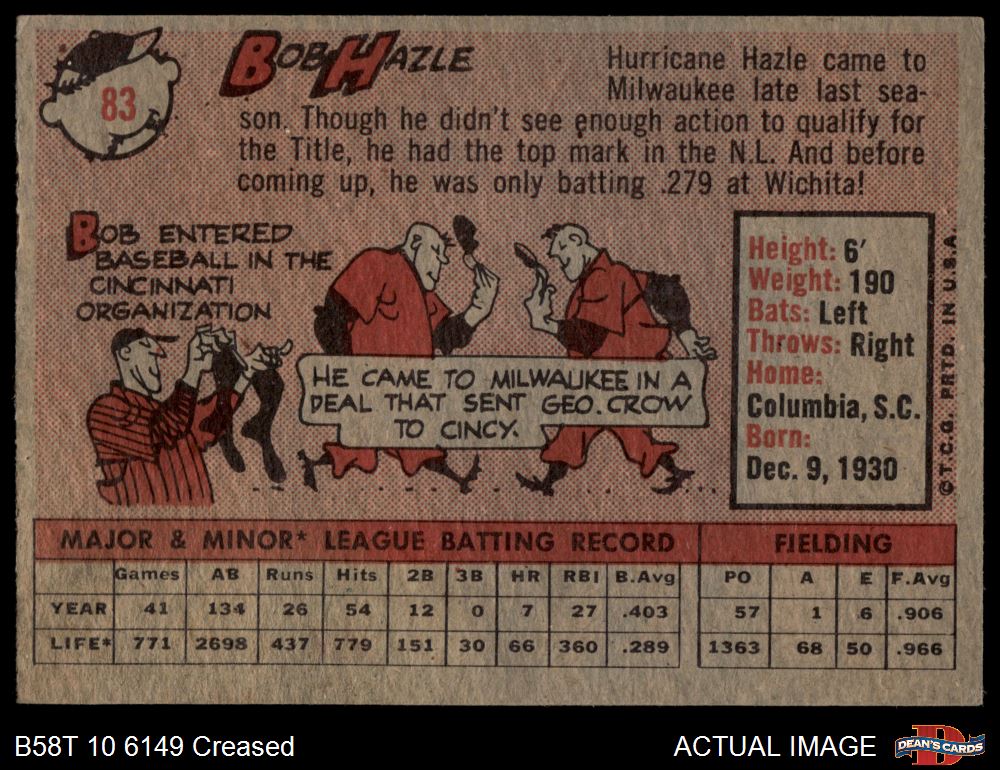 83
BOB HAZLE
Hurricane Hazle came to
Milwaukee late last sea-
son. Though he didn't see enough action to qualify for
the Title, he had the top mark in the N.L. And before
coming up, he was only batting .279 at Wichita!
BOB ENTERED
BASEBALL IN THE
CINCINNATI
ORGANIZATION
HE CAME TO MILWAUKEE IN A
DEAL THAT SENT GEO. CROW
TO CINCY.
Height: 6′
Weight: 190
Bats: Left
Throws: Right
Home:
Columbia, S.C.
Born:
Dec. 9, 1930
©T.C.G. PRTD. IN U.S.A.
MAJOR & MINOR* LEAGUE BATTING RECORD FIELDING
Games AB Runs Hits 2B 3B HR RBI B.Avg PO A E F.Avg
YEAR 41 134 26 54 12 0 7 27 .403 57 1 6 .906
LIFE* 771 2698 437 779 151 30 66 360 .289 1363 68 50 .966
B58T 10 6149 Creased ACTUAL IMAGE DEAN'S CARDS